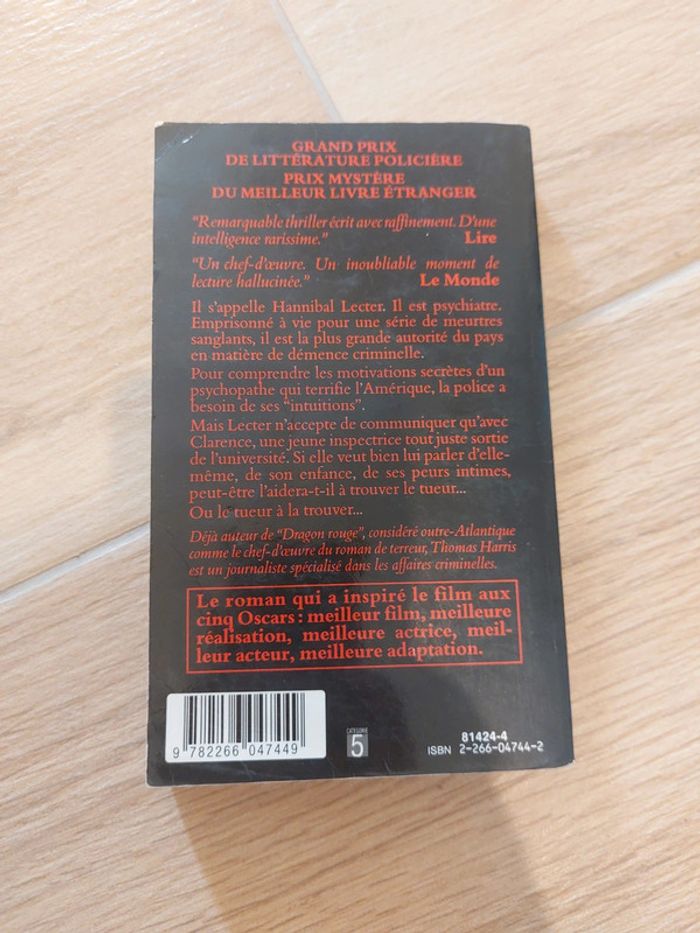 GRAND PRIX
DE LITTÉRATURE POLICIÈRE
PRIX MYSTÈRE
DU MEILLEUR LIVRE ÉTRANGER
"Remarquable thriller écrit avec raffinement. D'une
intelligence rarissime." Lire
"Un chef-d'œuvre. Un inoubliable moment de
lecture hallucinée." Le Monde
Il s'appelle Hannibal Lecter. Il est psychiatre.
Emprisonné à vie pour une série de meurtres
sanglants, il est la plus grande autorité du pays
en matière de démence criminelle.
Pour comprendre les motivations secrètes d'un
psychopathe qui terrifie l'Amérique, la police a
besoin de ses "intuitions".
Mais Lecter n'accepte de communiquer qu'avec
Clarence, une jeune inspectrice tout juste sortie
de l'université. Si elle veut bien lui parler d'elle-
même, de son enfance, de ses peurs intimes,
peut-être l'aidera-t-il à trouver le tueur...
Ou le tueur à la trouver...
Déjà auteur de "Dragon rouge", considéré outre-Atlantique
comme le chef-d'œuvre du roman de terreur, Thomas Harris
est un journaliste spécialisé dans les affaires criminelles.
Le roman qui a inspiré le film aux
cinq Oscars : meilleur film, meilleure
réalisation, meilleure actrice, meil-
leur acteur, meilleure adaptation.
9 782266 047449
CATEGORIE
5
81424-4
ISBN 2-266-04744-2